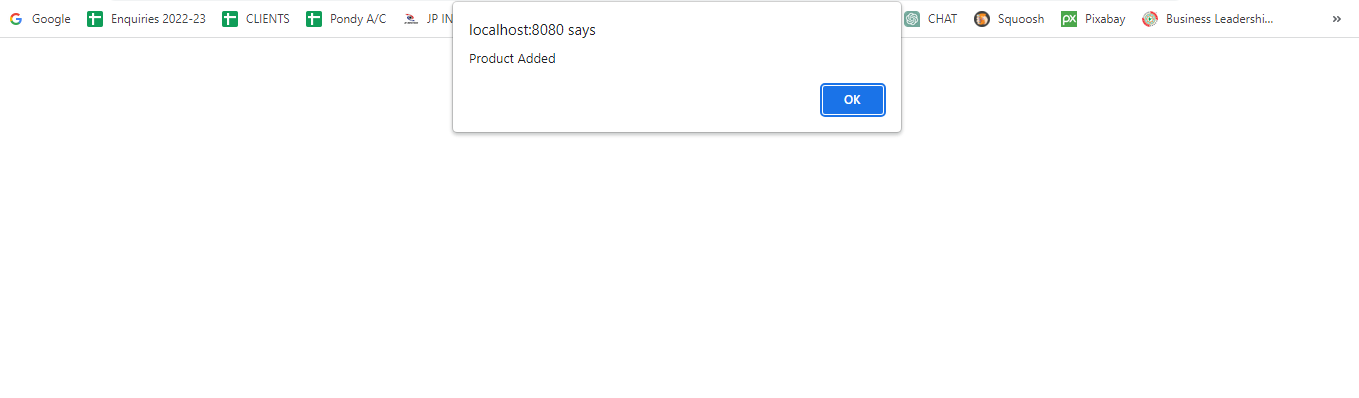 Google Enquiries 2022-23 CLIENTS Pondy A/C JP IN CHAT Squoosh Pixabay Business Leadershi... »
localhost:8080 says
Product Added
OK